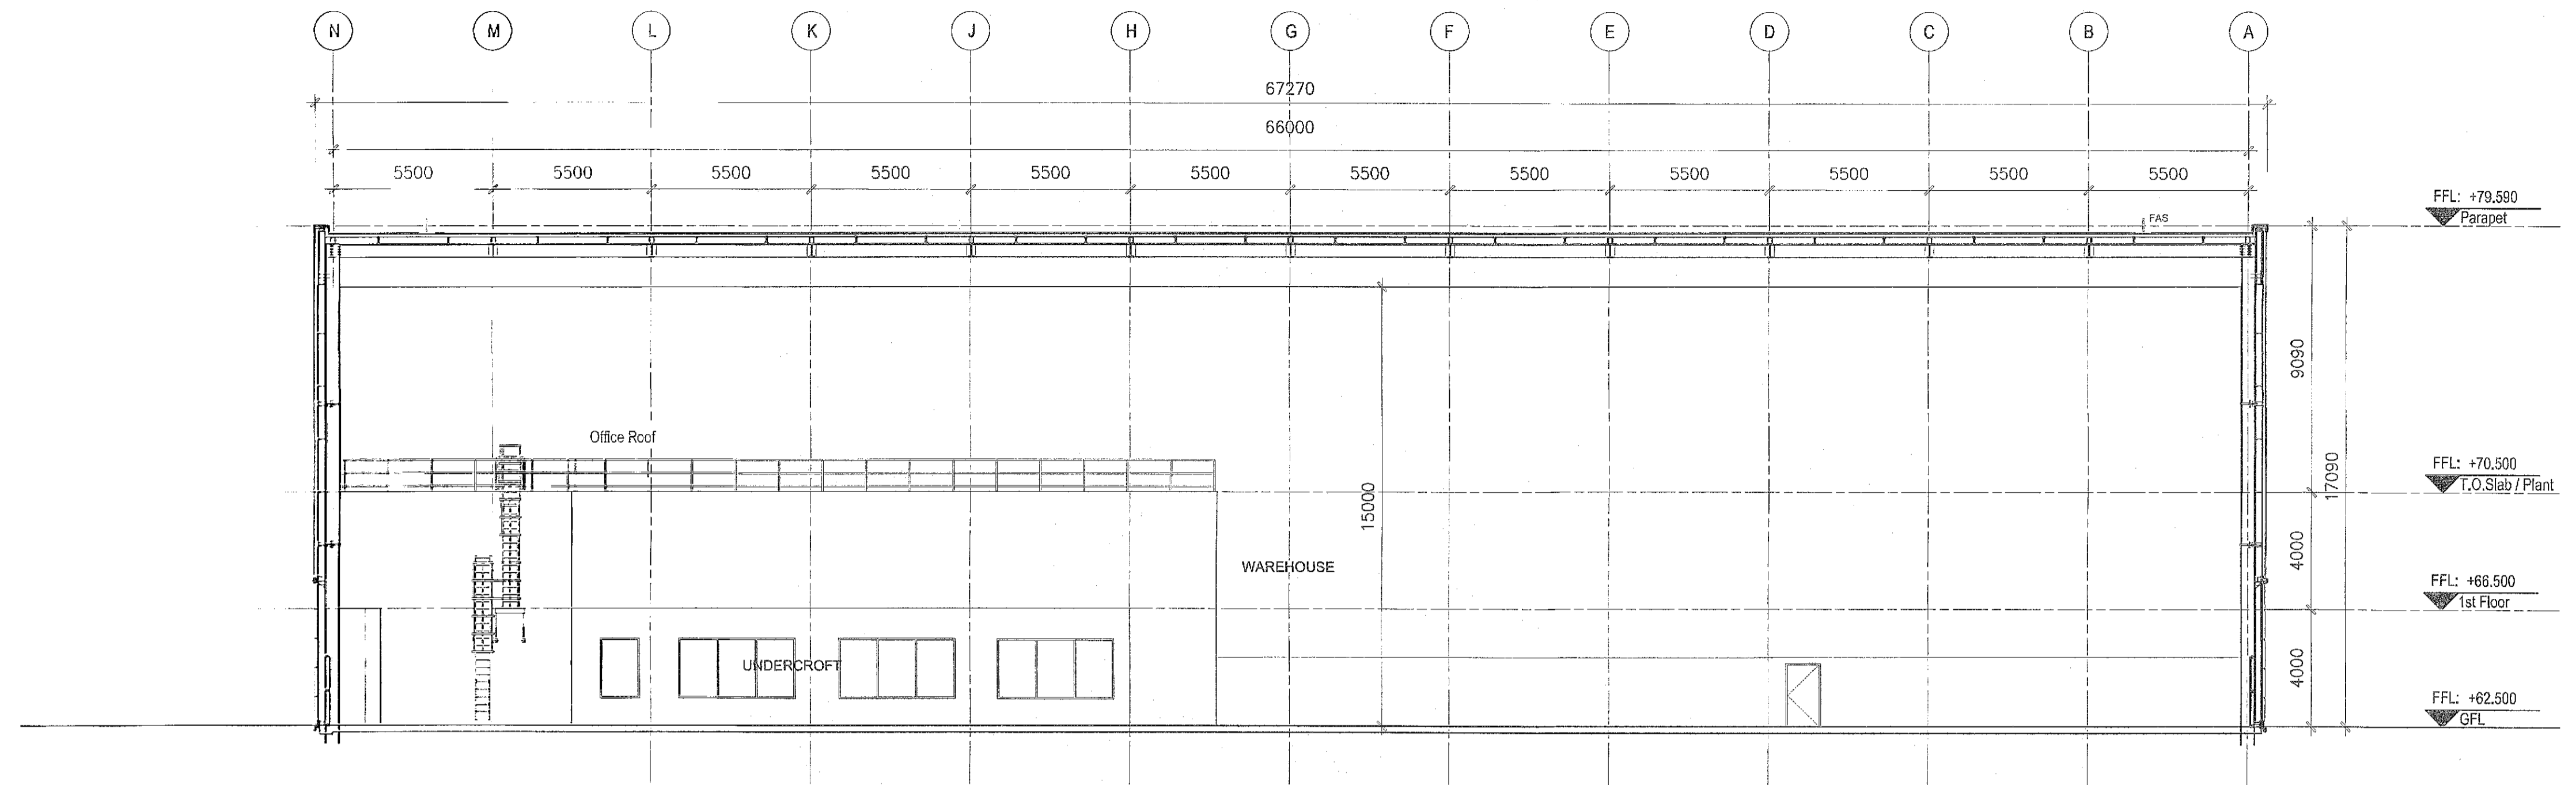 N M L K J H G F E D C B A
67270
66000
5500 5500 5500 5500 5500 5500 5500 5500 5500 5500 5500 5500
FFL: +79.590
Parapet
FAS
9090
Office Roof
FFL: +70.500
T.O.Slab / Plant
17090
15000
4000
WAREHOUSE
FFL: +66.500
1st Floor
UNDERCROFT
4000
FFL: +62.500
GFL